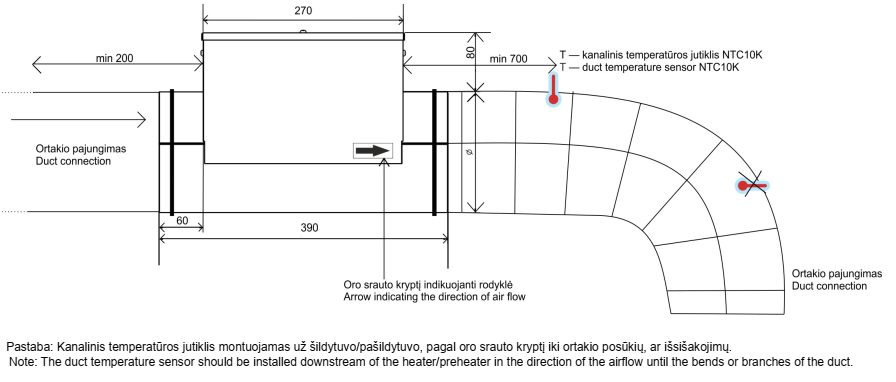 270
min 200
80
min 700
T — kanalinis temperatūros jutiklis NTC10K
T — duct temperature sensor NTC10K
Ortakio pajungimas
Duct connection
ø
60
390
Oro srauto kryptį indikuojanti rodyklė
Arrow indicating the direction of air flow
Ortakio pajungimas
Duct connection
Pastaba: Kanalinis temperatūros jutiklis montuojamas už šildytuvo/pašildytuvo, pagal oro srauto kryptį iki ortakio posūkių, ar išsišakojimų.
Note: The duct temperature sensor should be installed downstream of the heater/preheater in the direction of the airflow until the bends or branches of the duct.